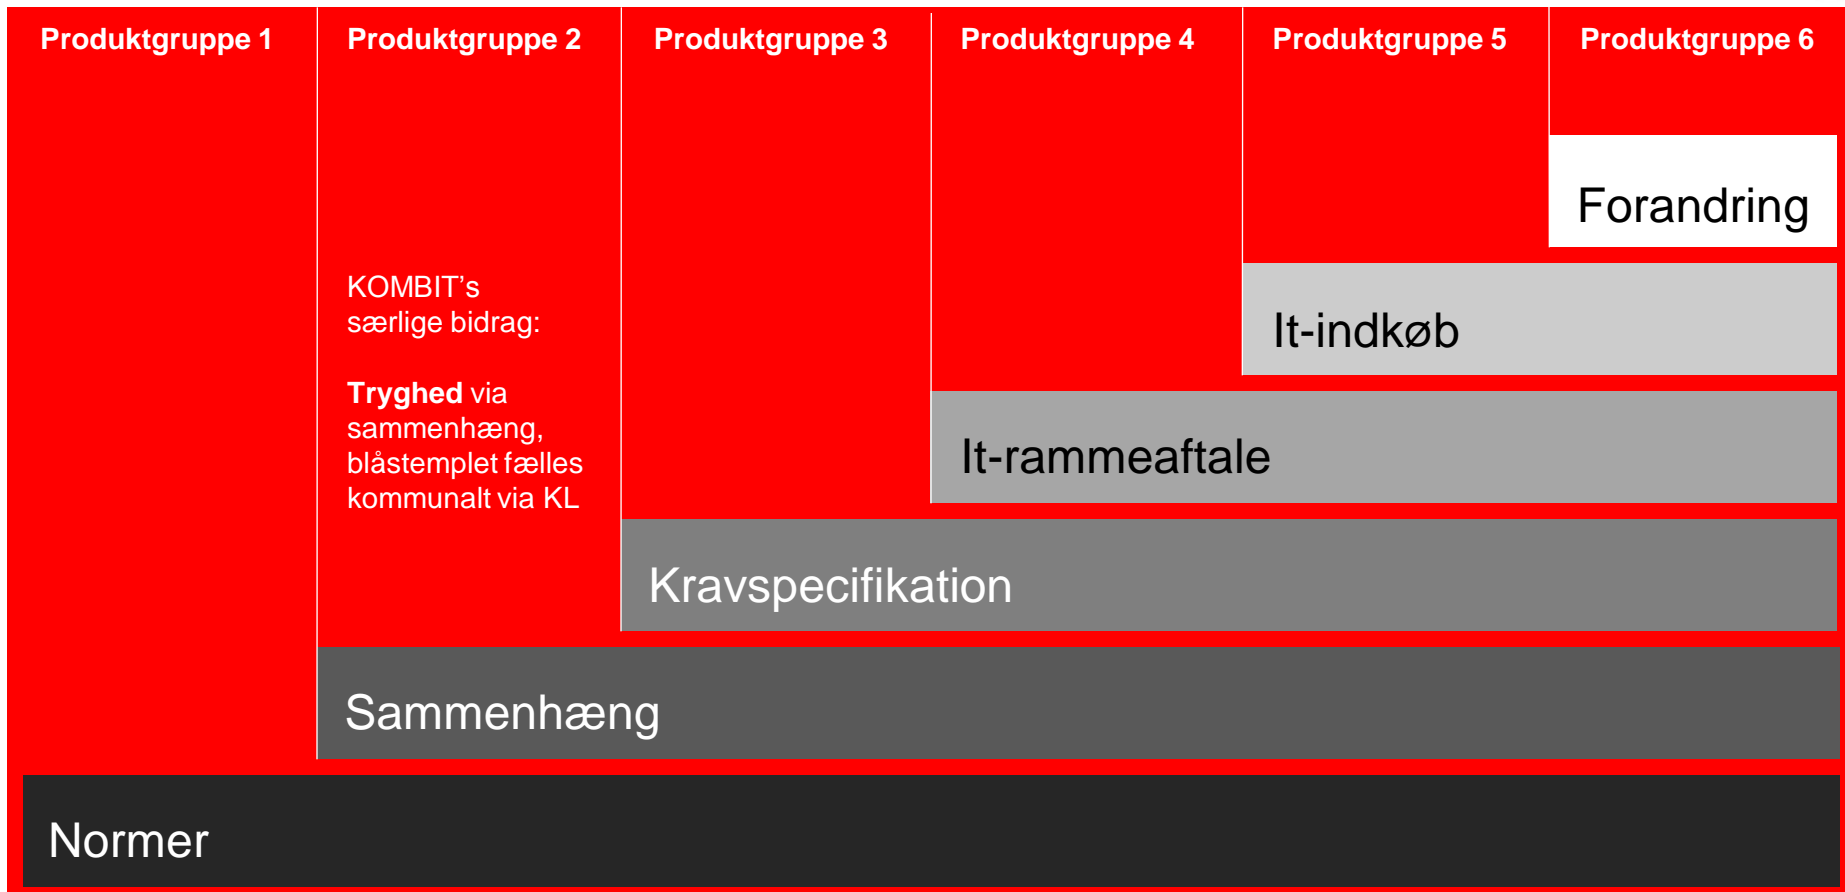 Produktgruppe 1
Produktgruppe 2
Produktgruppe 3
Produktgruppe 4
Produktgruppe 5
Produktgruppe 6
Forandring
KOMBIT’s
særlige bidrag:
Tryghed via
sammenhæng,
blåstemplet fælles
kommunalt via KL
It-indkøb
It-rammeaftale
Kravspecifikation
Sammenhæng
Normer